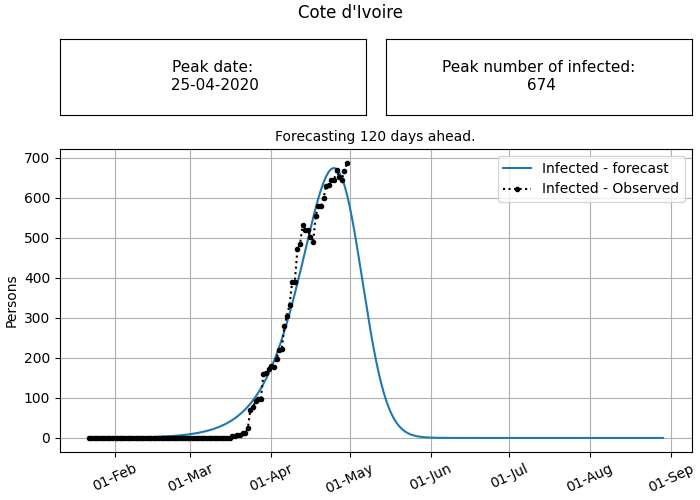 Cote d'Ivoire
Peak date:
25-04-2020
Peak number of infected:
674
Forecasting 120 days ahead.
Infected - forecast
Infected - Observed
Persons
700
600
500
400
300
200
100
0
01-Feb
01-Mar
01-Apr
01-May
01-Jun
01-Jul
01-Aug
01-Sep